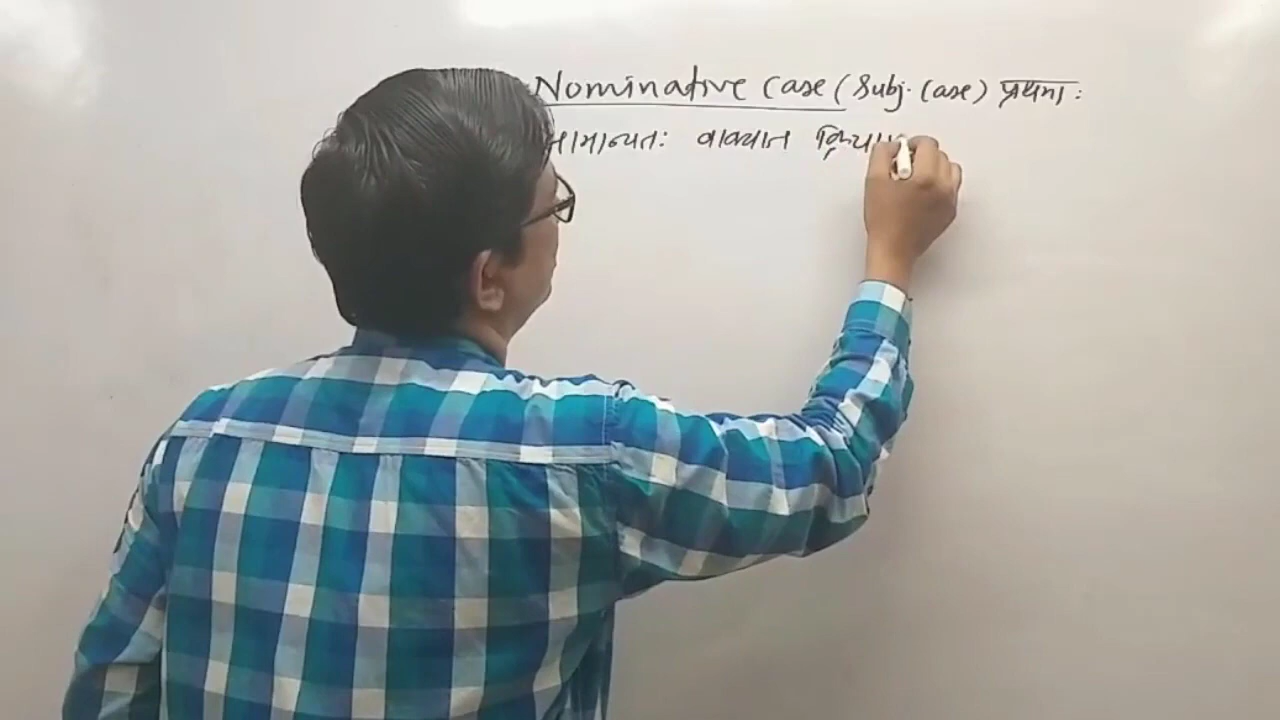 Nominative Case (Subj. Case) प्रथमा:
सामान्यतः वाक्यात क्रिया